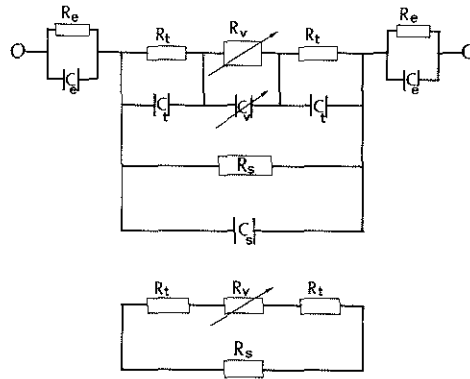 Re Rt Rv Rt Re
Ce Ct Cv Ct Ce
Rs
Cs
Rt Rv Rt
Rs